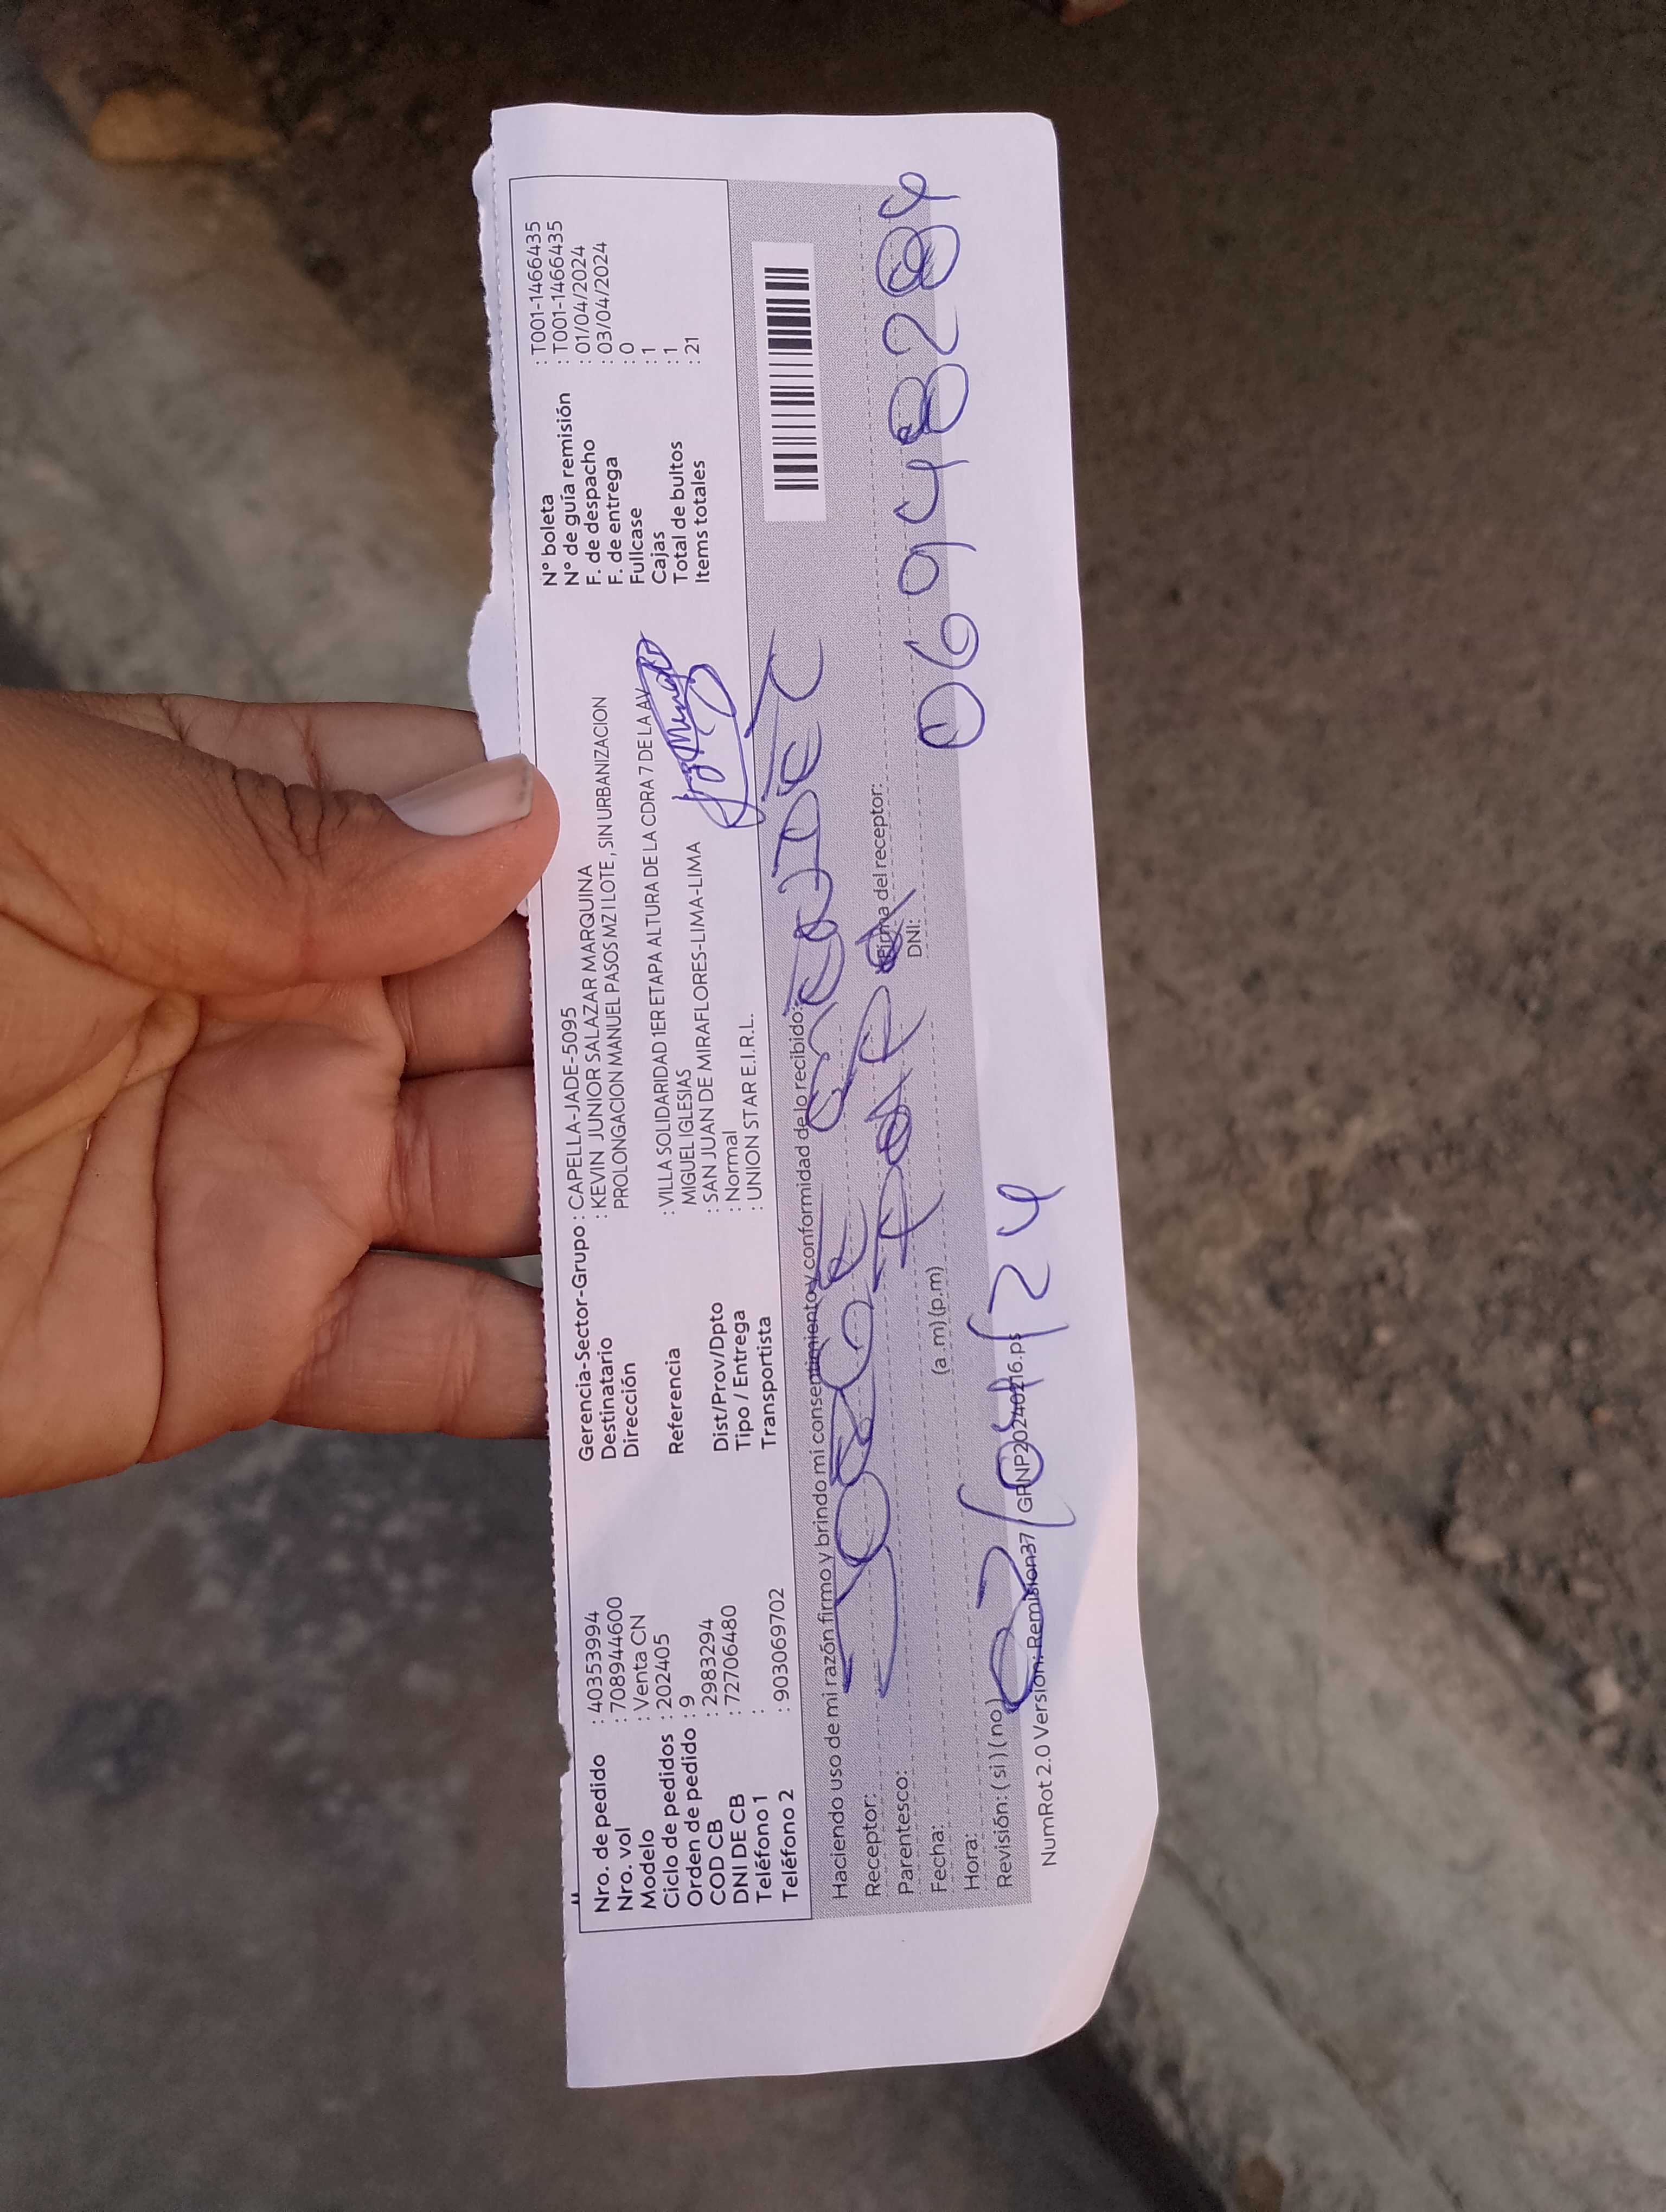 Nro. de pedido : 40353994
Nro. vol : 708944600
Modelo : Venta CN
Ciclo de pedidos : 202405
Orden de pedido : 9
COD CB : 2983294
DNI DE CB : 72706480
Teléfono 1 :
Teléfono 2 : 903069702
Gerencia-Sector-Grupo : CAPELLA-JADE-5095
Destinatario : KEVIN JUNIOR SALAZAR MARQUINA
Dirección PROLONGACION MANUEL PASOS MZ I LOTE , SIN URBANIZACION
Referencia : VILLA SOLIDARIDAD 1ER ETAPA ALTURA DE LA CDRA 7 DE LA AV
MIGUEL IGLESIAS
Dist/Prov/Dpto : SAN JUAN DE MIRAFLORES-LIMA-LIMA
Tipo / Entrega : Normal
Transportista : UNION STAR E.I.R.L.
N° boleta : T001-1466435
N° de guía remisión : T001-1466435
F. de despacho : 01/04/2024
F. de entrega : 03/04/2024
Fullcase : 0
Cajas : 1
Total de bultos : 1
Items totales : 21
Haciendo uso de mi razón firmo y brindo mi consentimiento y conformidad de lo recibido:
Receptor: JORGE
Parentesco:
Firma del receptor:
Fecha: (a .m) (p.m)
DNI: 06948284
Hora:
Revisión: ( si ) ( no )
03/04/24
NumRot 2.0 Version: Remision37 / GRNP20240216.ps